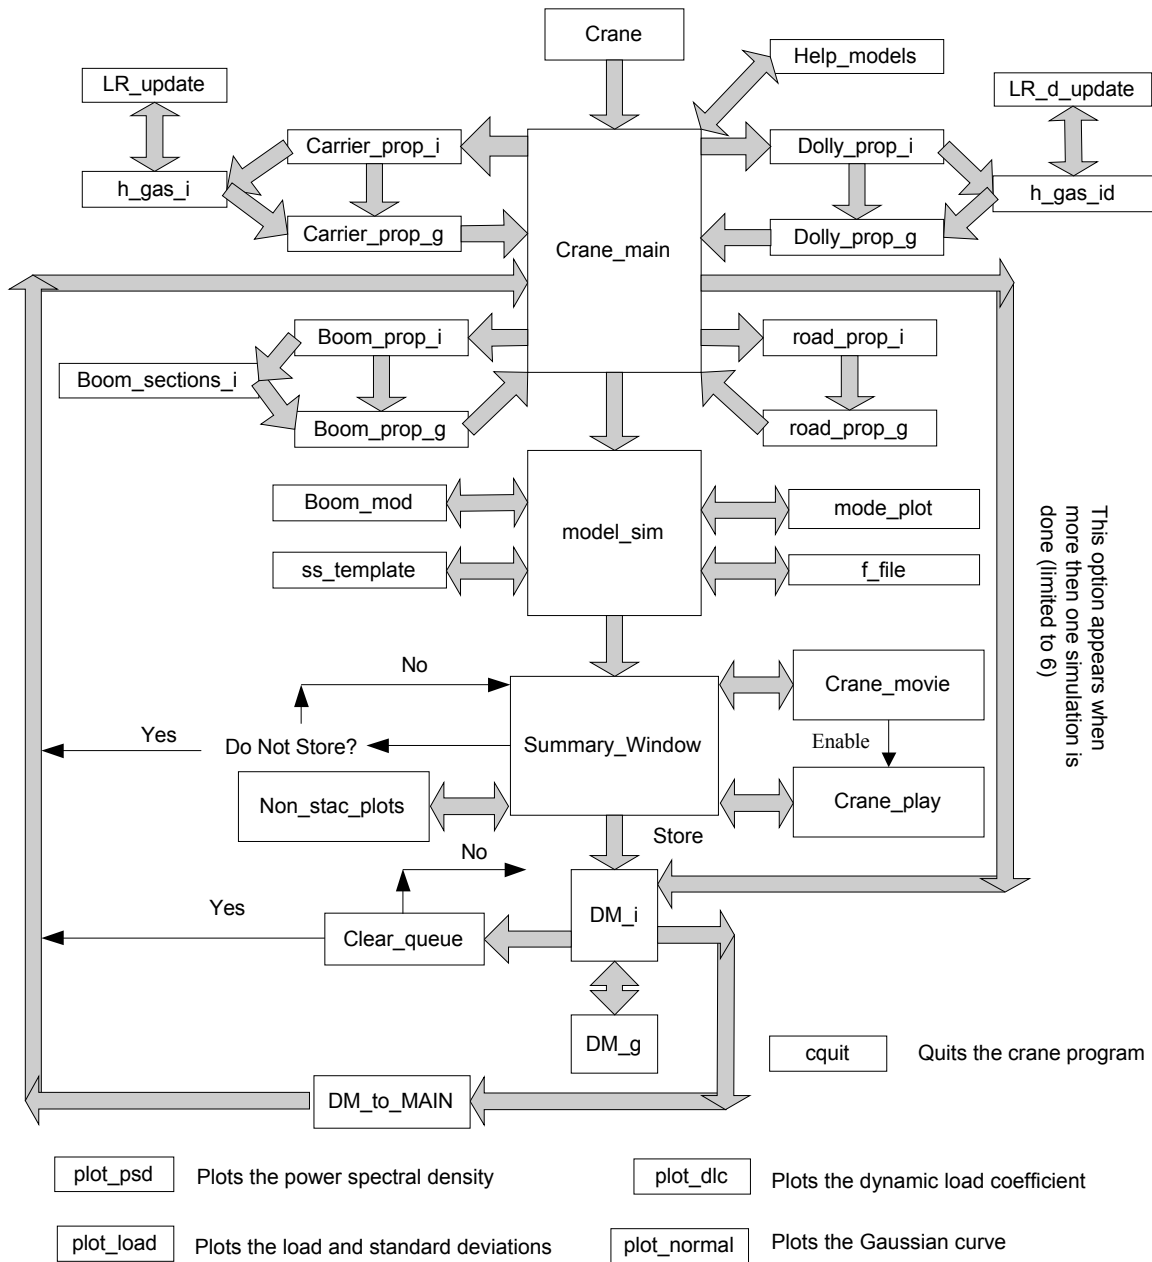 Crane
Help_models
LR_update
LR_d_update
Carrier_prop_i
Dolly_prop_i
h_gas_i
h_gas_id
Carrier_prop_g
Dolly_prop_g
Crane_main
Boom_prop_i
road_prop_i
Boom_sections_i
Boom_prop_g
road_prop_g
Boom_mod
mode_plot
model_sim
ss_template
f_file
This option appears when
more then one simulation is
done (limited to 6)
No
Crane_movie
Yes
Do Not Store?
Summary_Window
Enable
Non_stac_plots
Crane_play
Store
No
Yes
DM_i
Clear_queue
DM_g
cquit
Quits the crane program
DM_to_MAIN
plot_psd
Plots the power spectral density
plot_dlc
Plots the dynamic load coefficient
plot_load
Plots the load and standard deviations
plot_normal
Plots the Gaussian curve